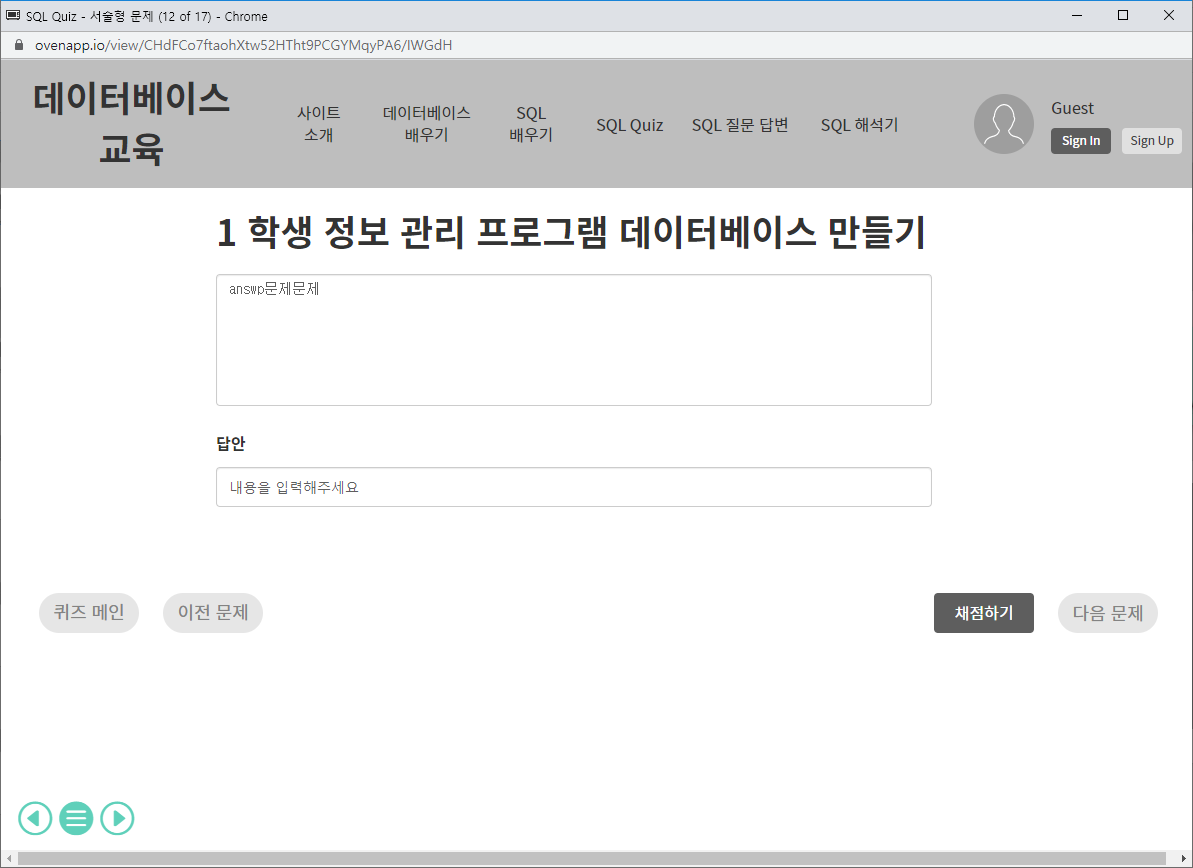 SQL Quiz - 서술형 문제 (12 of 17) - Chrome
ovenapp.io/view/CHdFCo7ftaohXtw52HTht9PCGYMqyPA6/IWGdH
데이터베이스
교육
사이트
소개
데이터베이스
배우기
SQL
배우기
SQL Quiz
SQL 질문 답변
SQL 해석기
Guest
Sign In
Sign Up
1 학생 정보 관리 프로그램 데이터베이스 만들기
answp문제문제
답안
내용을 입력해주세요
퀴즈 메인
이전 문제
채점하기
다음 문제